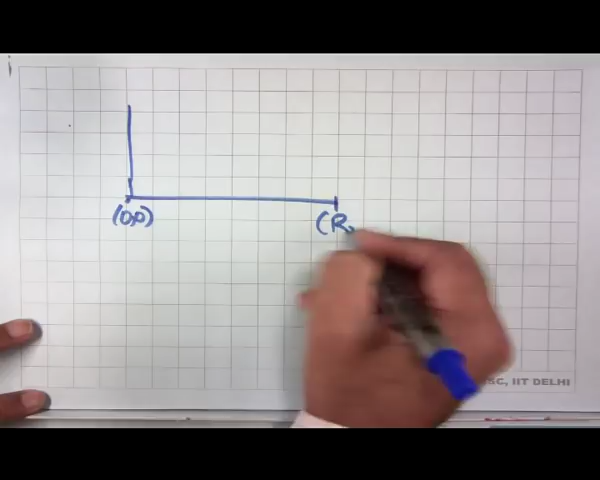 (0,0) (R,
SC, IIT DELHI